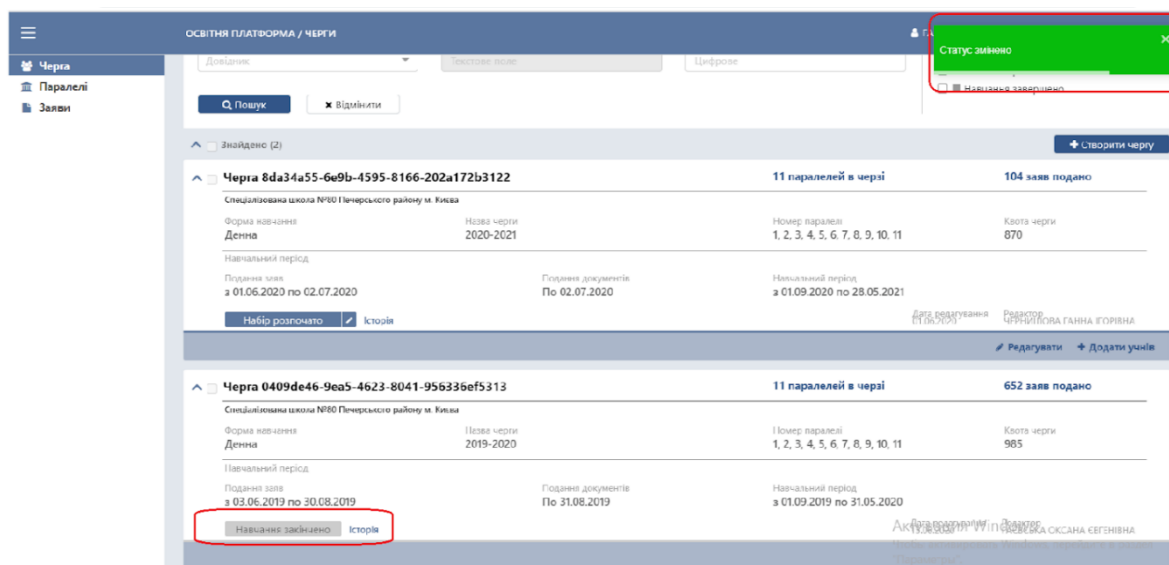 ОСВІТНЯ ПЛАТФОРМА / ЧЕРГИ
Статус змінено
Черга
Паралелі
Заяви
Довідник Текстове поле Цифрове
Навчання завершено
Пошук Відмінити
Знайдено (2) Створити чергу
Черга 8da34a55-6e9b-4595-8166-202a172b3122 11 паралелей в черзі 104 заяв подано
Спеціалізована школа №80 Печерського району м. Києва
Форма навчання Назва черги Номер паралелі Квота черги
Денна 2020-2021 1, 2, 3, 4, 5, 6, 7, 8, 9, 10, 11 870
Навчальний період
Подання заяв Подання документів Навчальний період
з 01.06.2020 по 02.07.2020 По 02.07.2020 з 01.09.2020 по 28.05.2021
Дата редагування Редактор
Набір розпочато Історія 01.06.2020 ЧЕРНИЦОВА ГАННА ІГОРІВНА
Редагувати Додати учнів
Черга 0409de46-9ea5-4623-8041-956336ef5313 11 паралелей в черзі 652 заяв подано
Спеціалізована школа №80 Печерського району м. Києва
Форма навчання Назва черги Номер паралелі Квота черги
Денна 2019-2020 1, 2, 3, 4, 5, 6, 7, 8, 9, 10, 11 985
Навчальний період
Подання заяв Подання документів Навчальний період
з 03.06.2019 по 30.08.2019 По 31.08.2019 з 01.09.2019 по 31.05.2020
Навчання закінчено Історія ОКСАНА ЄВГЕНІВНА